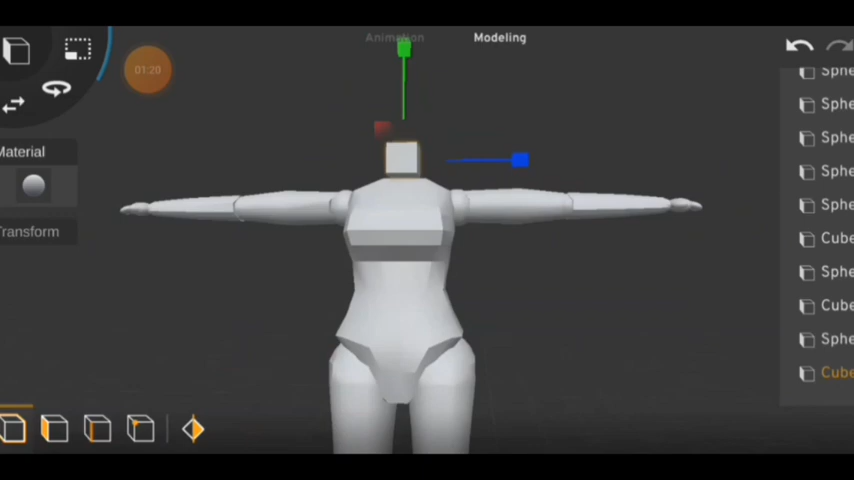 Animation
Modeling
01:20
Sphe
Sphe
Sphe
Material
Sphe
Sphe
Transform
Cube
Sphe
Cube
Sphe
Cube